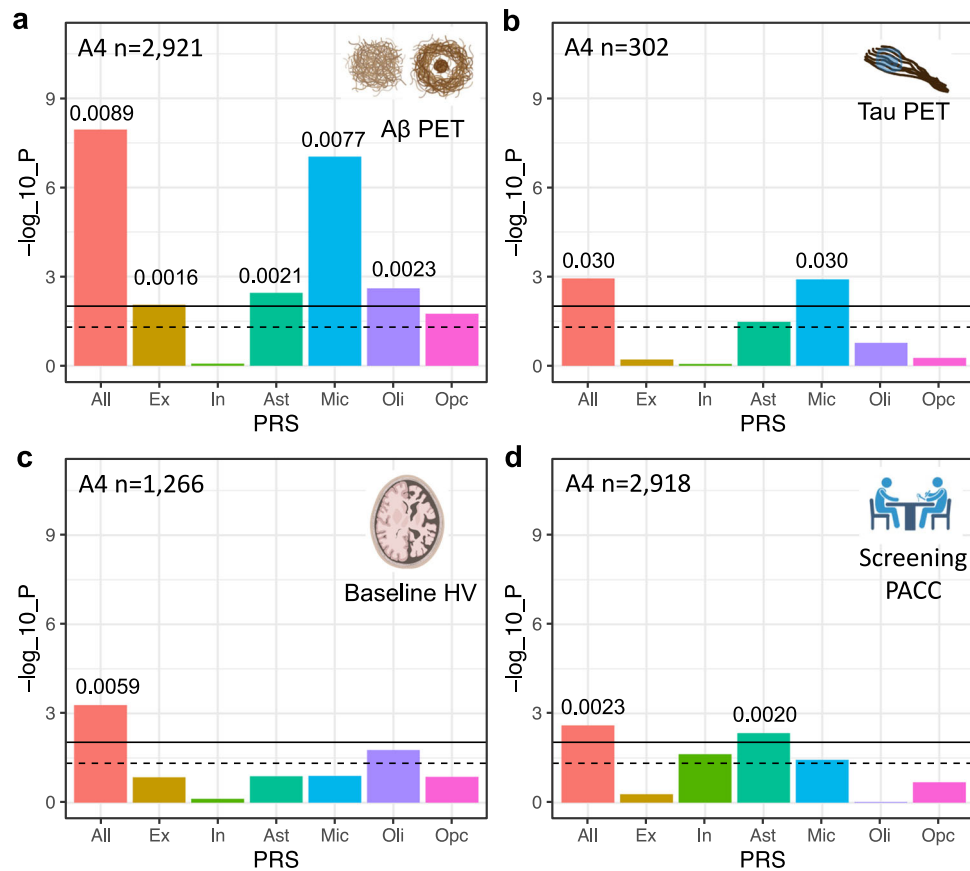 a
A4 n=2,921
Aβ PET
0.0089
0.0016
0.0021
0.0077
0.0023
−log_10_P
9
6
3
0
All Ex In Ast Mic Oli Opc
PRS
b
A4 n=302
Tau PET
0.030
0.030
−log_10_P
9
6
3
0
All Ex In Ast Mic Oli Opc
PRS
c
A4 n=1,266
Baseline HV
0.0059
−log_10_P
9
6
3
0
All Ex In Ast Mic Oli Opc
PRS
d
A4 n=2,918
Screening
PACC
0.0023
0.0020
−log_10_P
9
6
3
0
All Ex In Ast Mic Oli Opc
PRS